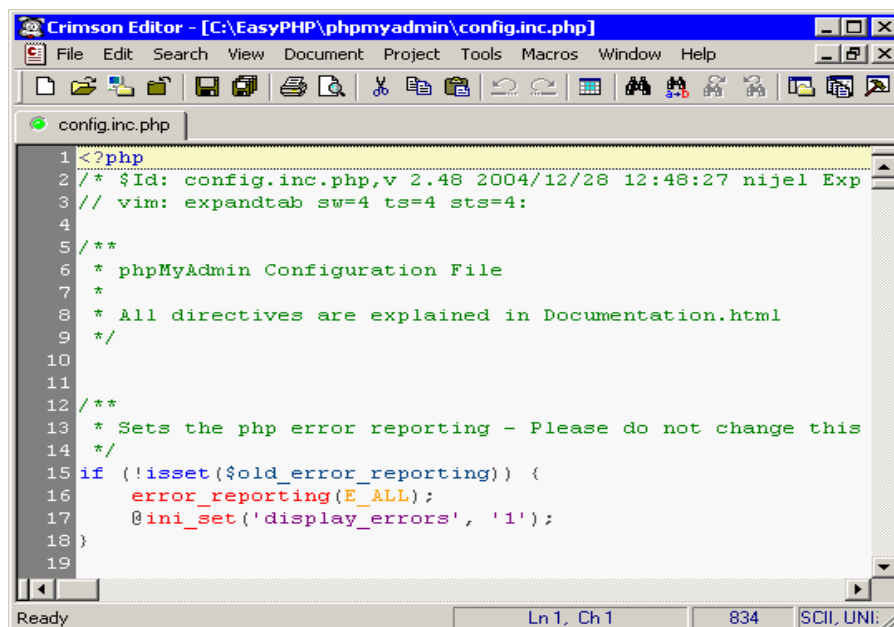 Crimson Editor - [C:\EasyPHP\phpmyadmin\config.inc.php]
File Edit Search View Document Project Tools Macros Window Help
config.inc.php
1 <?php
2 /* $Id: config.inc.php,v 2.48 2004/12/28 12:48:27 nijel Exp
3 // vim: expandtab sw=4 ts=4 sts=4:
4
5 /**
6  * phpMyAdmin Configuration File
7  *
8  * All directives are explained in Documentation.html
9  */
10
11
12 /**
13  * Sets the php error reporting - Please do not change this
14  */
15 if (!isset($old_error_reporting)) {
16     error_reporting(E_ALL);
17     @ini_set('display_errors', '1');
18 }
19
Ready Ln 1, Ch 1 834 SCII, UNI